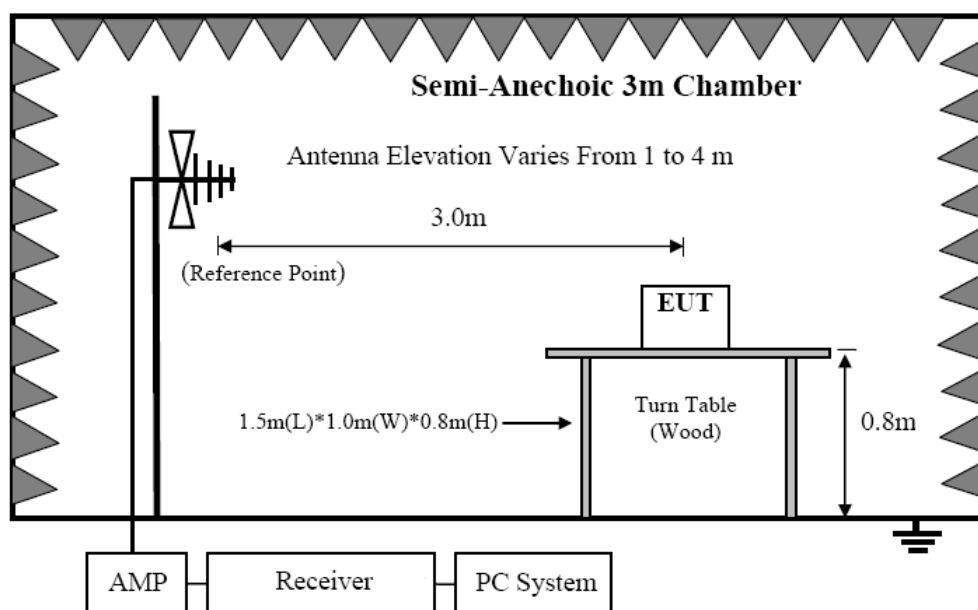 Semi-Anechoic 3m Chamber
Antenna Elevation Varies From 1 to 4 m
3.0m
(Reference Point)
EUT
1.5m(L)*1.0m(W)*0.8m(H)
Turn Table
(Wood)
0.8m
AMP
Receiver
PC System